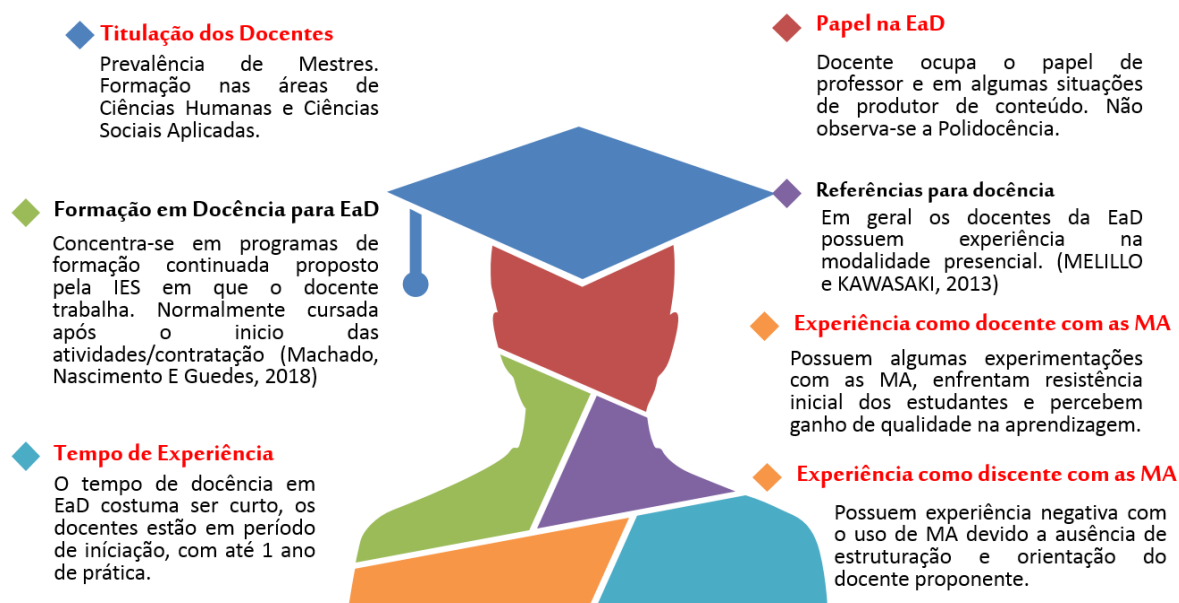 Titulação dos Docentes
Prevalência de Mestres.
Formação nas áreas de
Ciências Humanas e Ciências
Sociais Aplicadas.
Formação em Docência para EaD
Concentra-se em programas de
formação continuada proposto
pela IES em que o docente
trabalha. Normalmente cursada
após o inicio das
atividades/contratação (Machado,
Nascimento E Guedes, 2018)
Tempo de Experiência
O tempo de docência em
EaD costuma ser curto, os
docentes estão em período
de iníciação, com até 1 ano
de prática.
Papel na EaD
Docente ocupa o papel de
professor e em algumas situações
de produtor de conteúdo. Não
observa-se a Polidocência.
Referências para docência
Em geral os docentes da EaD
possuem experiência na
modalidade presencial. (MELILLO
e KAWASAKI, 2013)
Experiência como docente com as MA
Possuem algumas experimentações
com as MA, enfrentam resistência
inicial dos estudantes e percebem
ganho de qualidade na aprendizagem.
Experiência como discente com as MA
Possuem experiência negativa com
o uso de MA devido a ausência de
estruturação e orientação do
docente proponente.